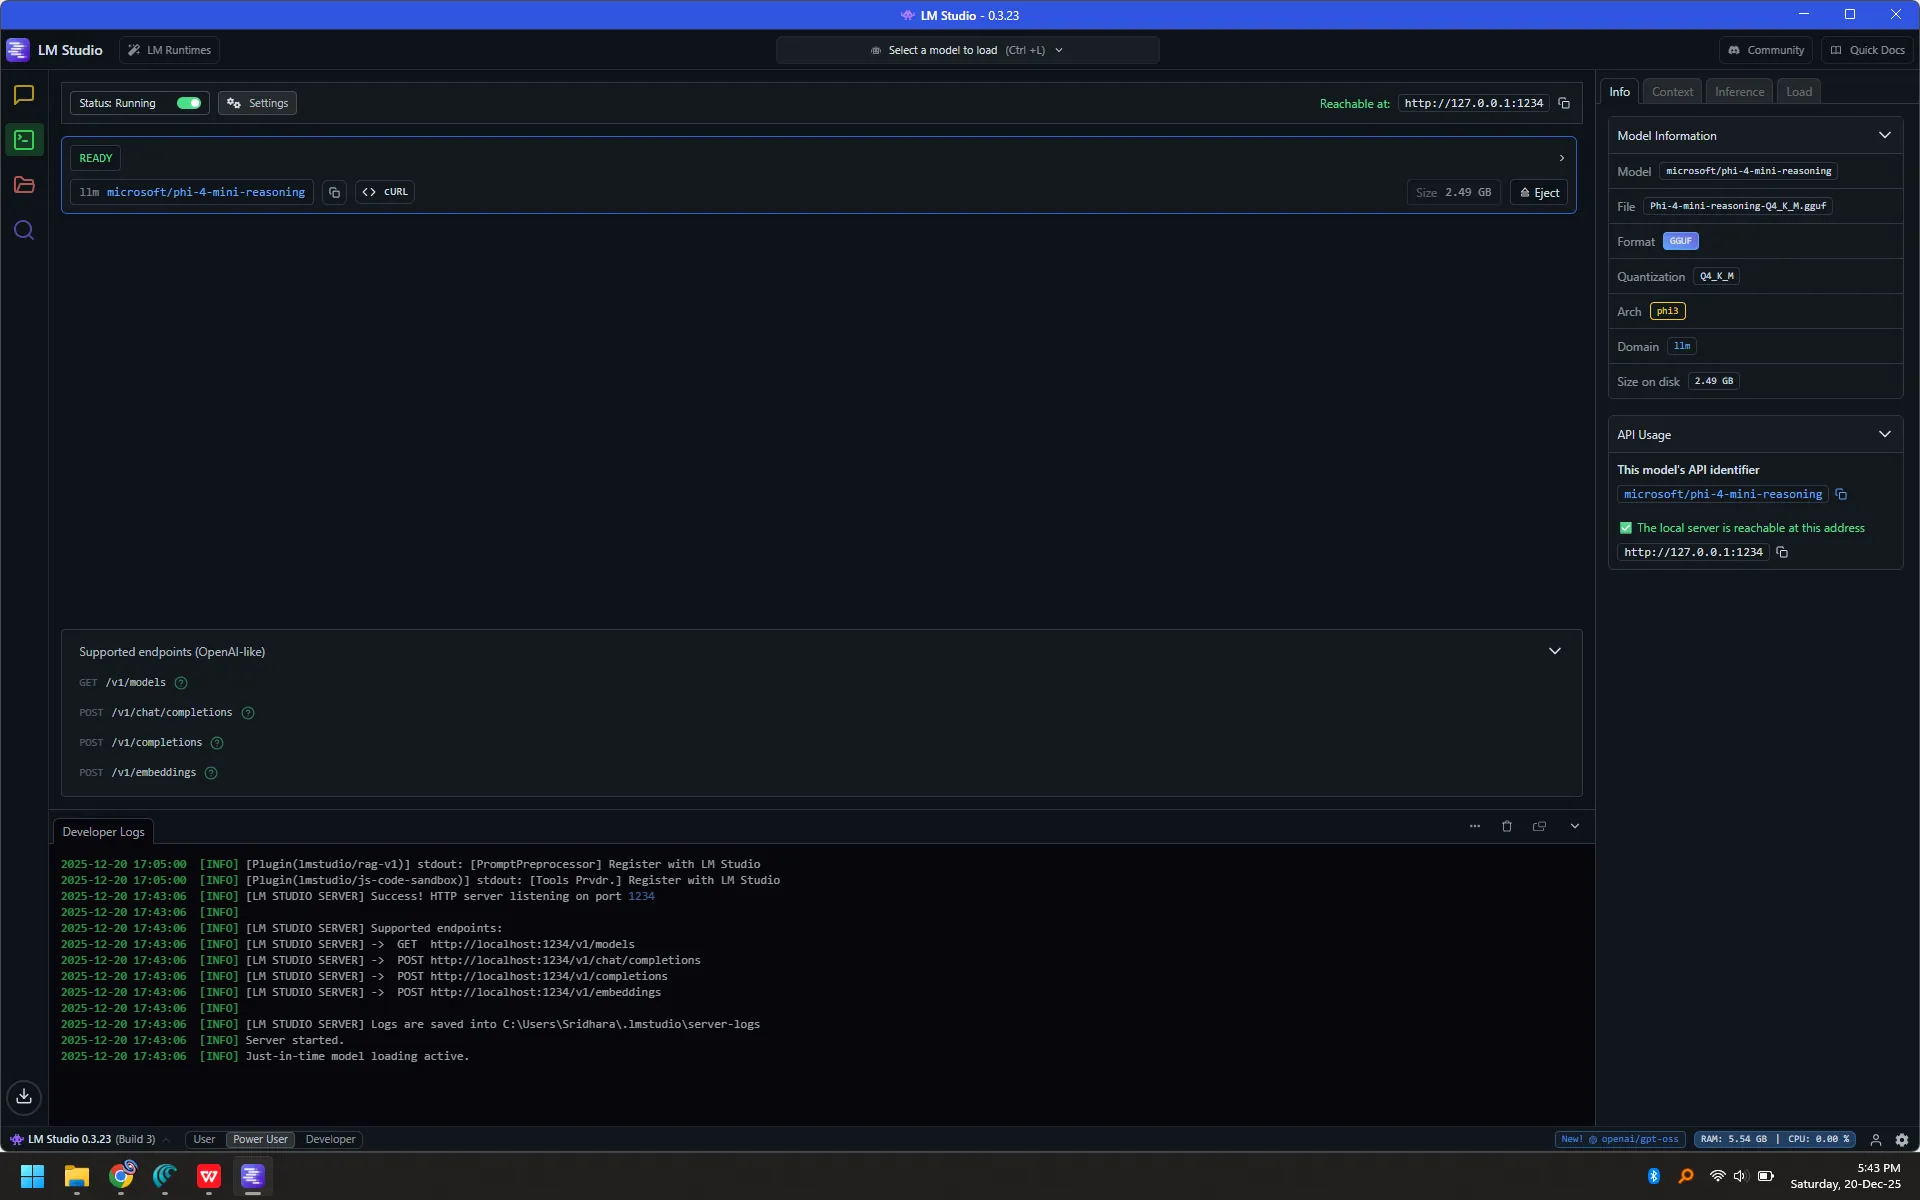 LM Studio - 0.3.23
LM Studio
LM Runtimes
Select a model to load (Ctrl +L)
Community
Quick Docs
Status: Running
Settings
Reachable at: http://127.0.0.1:1234
READY
llm microsoft/phi-4-mini-reasoning
<> cURL
Size 2.49 GB
Eject
Info Context Inference Load
Model Information
Model microsoft/phi-4-mini-reasoning
File Phi-4-mini-reasoning-Q4_K_M.gguf
Format GGUF
Quantization Q4_K_M
Arch phi3
Domain llm
Size on disk 2.49 GB
API Usage
This model's API identifier
microsoft/phi-4-mini-reasoning
The local server is reachable at this address
http://127.0.0.1:1234
Supported endpoints (OpenAI-like)
GET /v1/models ?
POST /v1/chat/completions ?
POST /v1/completions ?
POST /v1/embeddings ?
Developer Logs
2025-12-20 17:05:00 [INFO] [Plugin(lmstudio/rag-v1)] stdout: [PromptPreprocessor] Register with LM Studio
2025-12-20 17:05:00 [INFO] [Plugin(lmstudio/js-code-sandbox)] stdout: [Tools Prvdr.] Register with LM Studio
2025-12-20 17:43:06 [INFO] [LM STUDIO SERVER] Success! HTTP server listening on port 1234
2025-12-20 17:43:06 [INFO]
2025-12-20 17:43:06 [INFO] [LM STUDIO SERVER] Supported endpoints:
2025-12-20 17:43:06 [INFO] [LM STUDIO SERVER] -> GET http://localhost:1234/v1/models
2025-12-20 17:43:06 [INFO] [LM STUDIO SERVER] -> POST http://localhost:1234/v1/chat/completions
2025-12-20 17:43:06 [INFO] [LM STUDIO SERVER] -> POST http://localhost:1234/v1/completions
2025-12-20 17:43:06 [INFO] [LM STUDIO SERVER] -> POST http://localhost:1234/v1/embeddings
2025-12-20 17:43:06 [INFO]
2025-12-20 17:43:06 [INFO] [LM STUDIO SERVER] Logs are saved into C:\Users\Sridhara\.lmstudio\server-logs
2025-12-20 17:43:06 [INFO] Server started.
2025-12-20 17:43:06 [INFO] Just-in-time model loading active.
LM Studio 0.3.23 (Build 3)
User Power User Developer
New! openai/gpt-oss
RAM: 5.54 GB | CPU: 0.00 %
W
5:43 PM
Saturday, 20-Dec-25